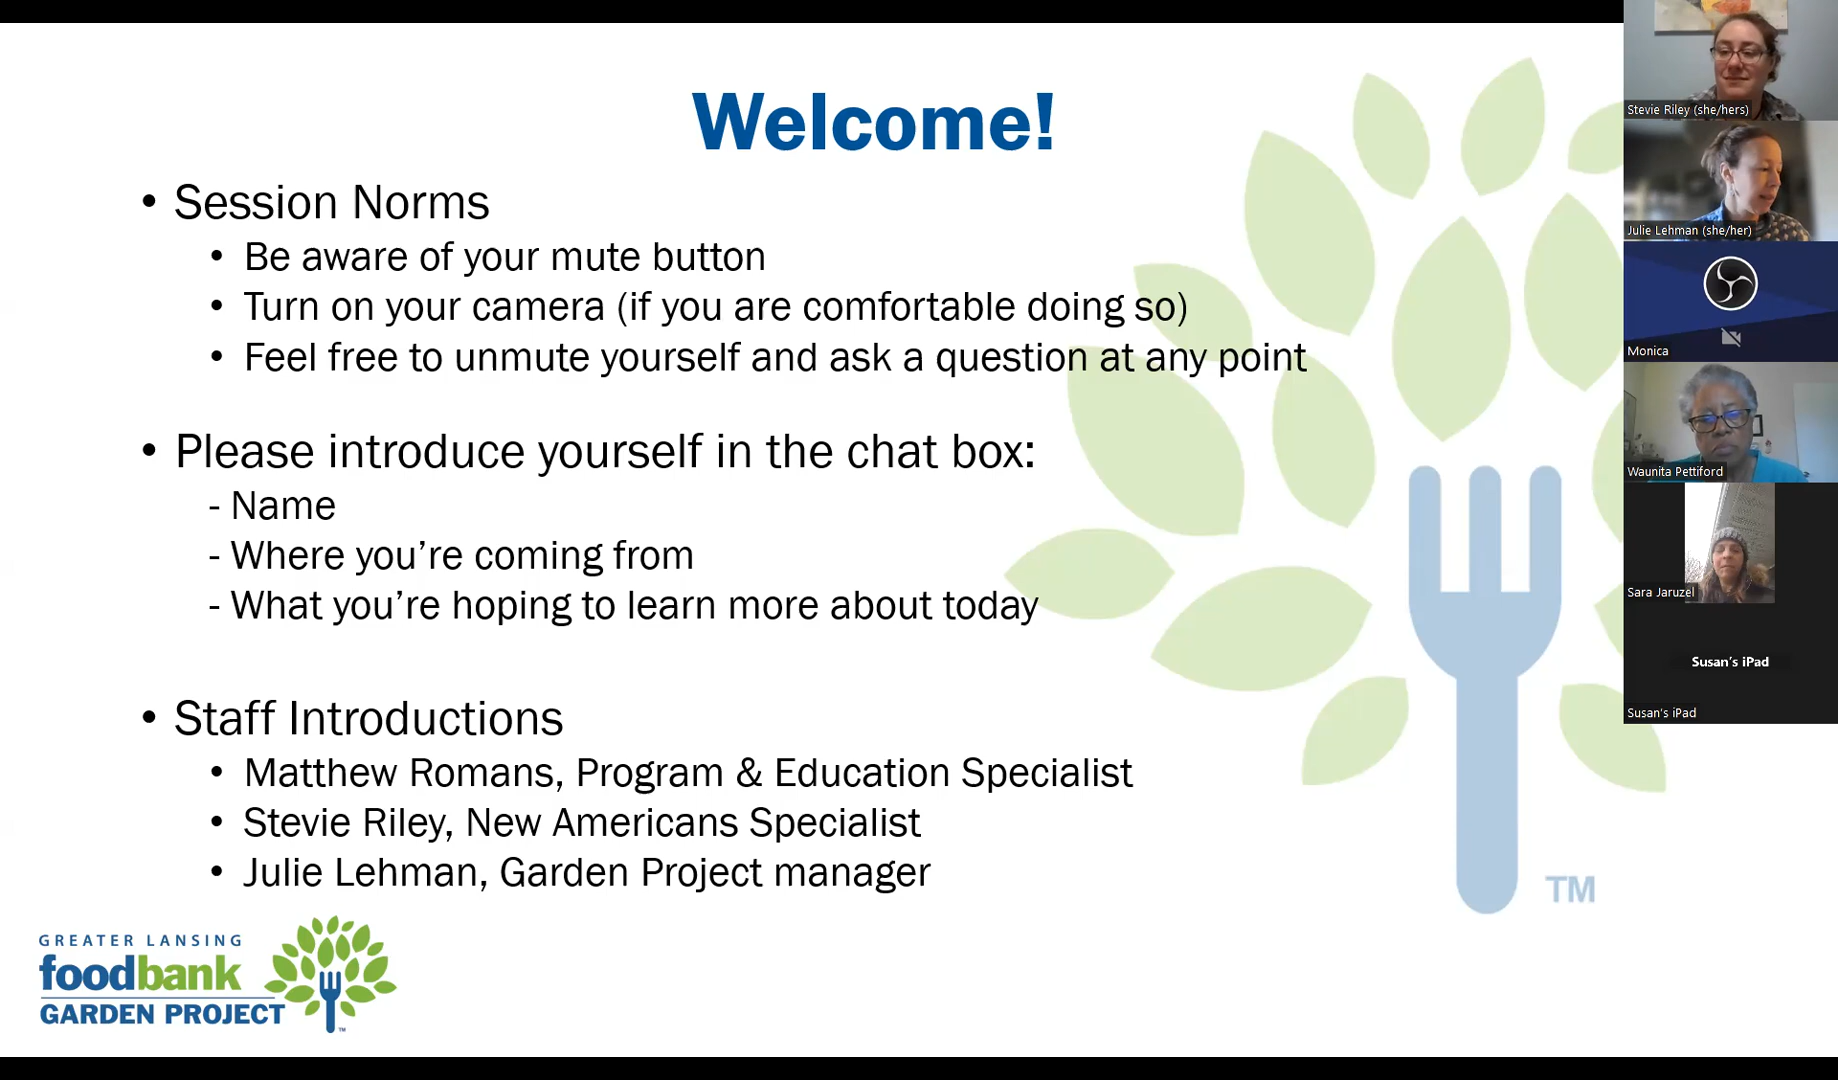 Welcome!
• Session Norms
• Be aware of your mute button
• Turn on your camera (if you are comfortable doing so)
• Feel free to unmute yourself and ask a question at any point
• Please introduce yourself in the chat box:
- Name
- Where you’re coming from
- What you’re hoping to learn more about today
• Staff Introductions
• Matthew Romans, Program & Education Specialist
• Stevie Riley, New Americans Specialist
• Julie Lehman, Garden Project manager
TM
GREATER LANSING
foodbank
GARDEN PROJECT
TM
Stevie Riley (she/hers)
Julie Lehman (she/her)
Monica
Waunita Pettiford
Sara Jaruzel
Susan’s iPad
Susan's iPad